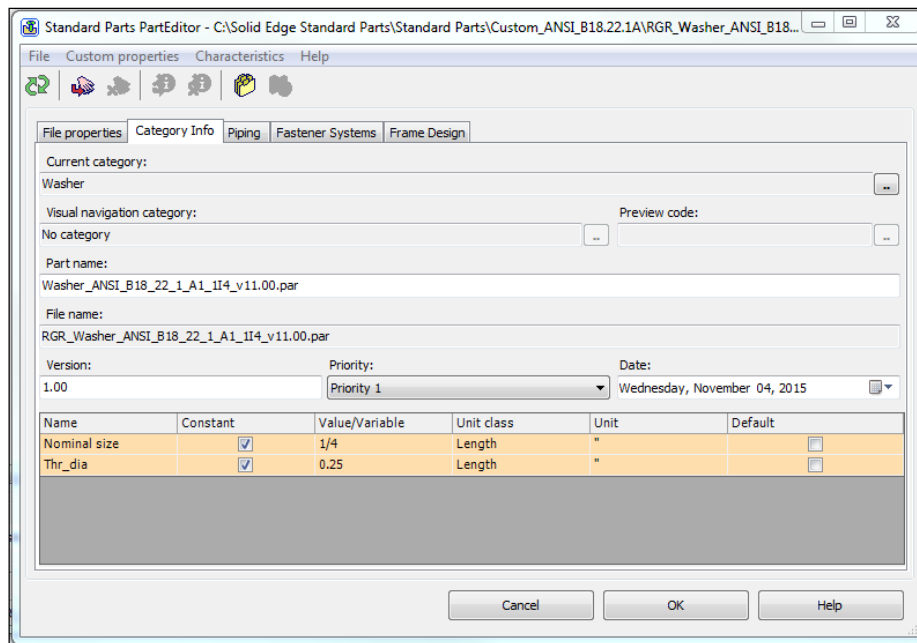 Standard Parts PartEditor - C:\Solid Edge Standard Parts\Standard Parts\Custom_ANSI_B18.22.1A\RGR_Washer_ANSI_B18...
File Custom properties Characteristics Help
File properties Category Info Piping Fastener Systems Frame Design
Current category:
Washer
..
Visual navigation category: Preview code:
No category .. ..
Part name:
Washer_ANSI_B18_22_1_A1_1I4_v11.00.par
File name:
RGR_Washer_ANSI_B18_22_1_A1_1I4_v11.00.par
Version: Priority: Date:
1.00 Priority 1 Wednesday, November 04, 2015
Name Constant Value/Variable Unit class Unit Default
Nominal size 1/4 Length "
Thr_dia 0.25 Length "
Cancel OK Help